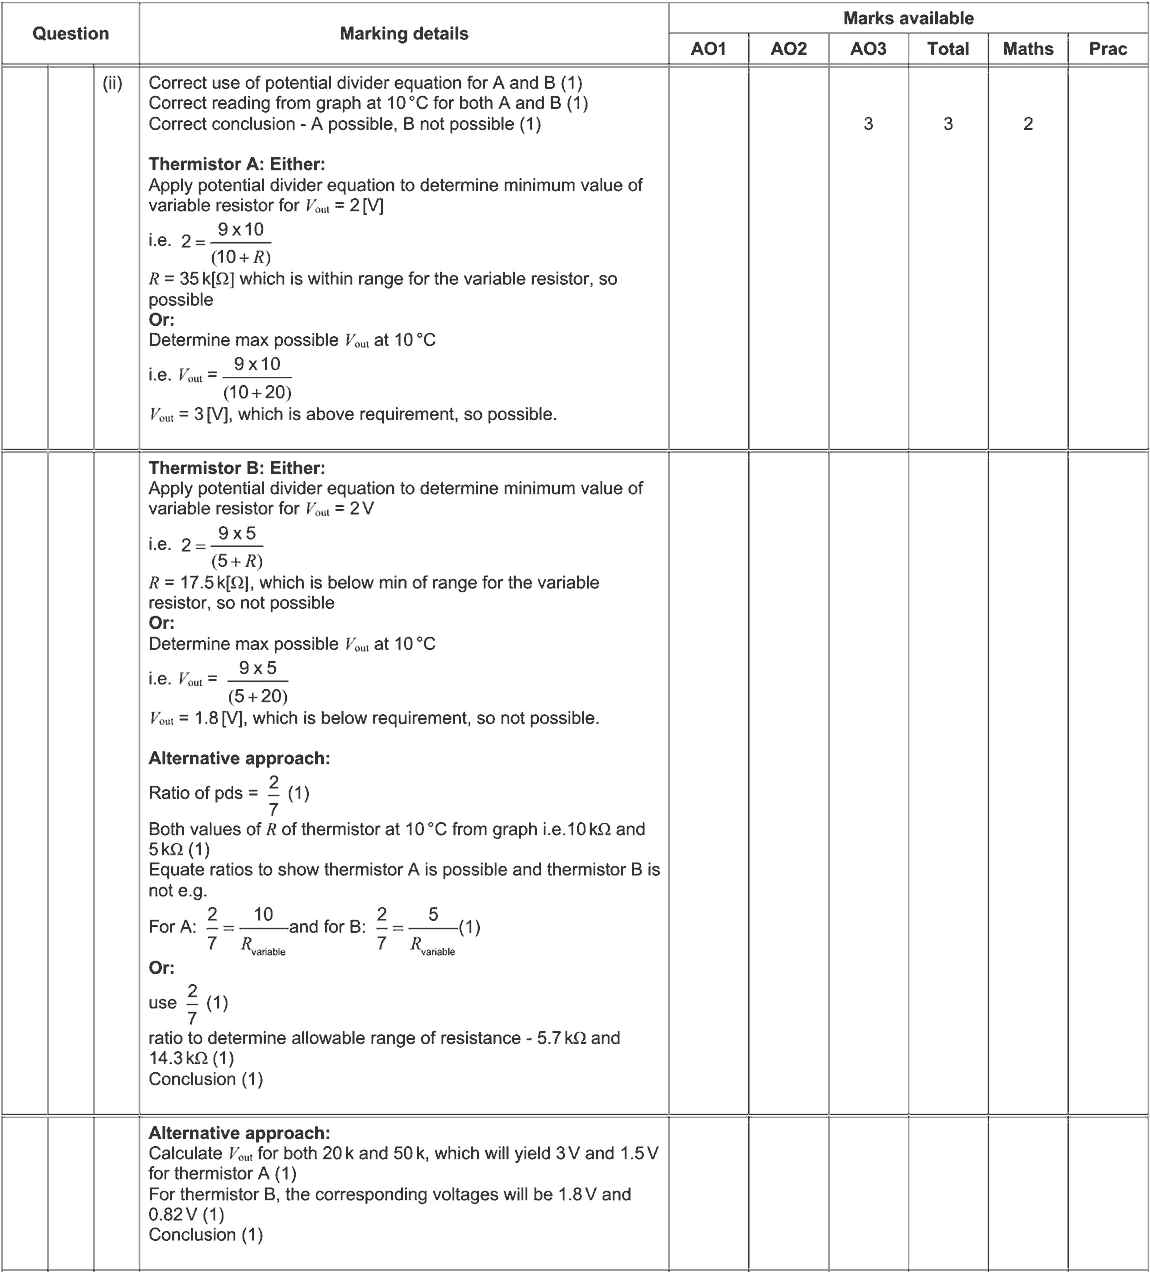 Question
Marking details
Marks available
AO1 AO2 AO3 Total Maths Prac
(ii) Correct use of potential divider equation for A and B (1)
Correct reading from graph at 10 °C for both A and B (1)
Correct conclusion - A possible, B not possible (1) 3 3 2
Thermistor A: Either:
Apply potential divider equation to determine minimum value of
variable resistor for Vout = 2 [V]
i.e. 2 = 9 x 10 / (10 + R)
R = 35 k[Ω] which is within range for the variable resistor, so
possible
Or:
Determine max possible Vout at 10 °C
i.e. Vout = 9 x 10 / (10 + 20)
Vout = 3 [V], which is above requirement, so possible.
Thermistor B: Either:
Apply potential divider equation to determine minimum value of
variable resistor for Vout = 2 V
i.e. 2 = 9 x 5 / (5 + R)
R = 17.5 k[Ω], which is below min of range for the variable
resistor, so not possible
Or:
Determine max possible Vout at 10 °C
i.e. Vout = 9 x 5 / (5 + 20)
Vout = 1.8 [V], which is below requirement, so not possible.
Alternative approach:
Ratio of pds = 2/7 (1)
Both values of R of thermistor at 10 °C from graph i.e.10 kΩ and
5 kΩ (1)
Equate ratios to show thermistor A is possible and thermistor B is
not e.g.
For A: 2/7 = 10/Rvariable and for B: 2/7 = 5/Rvariable (1)
Or:
use 2/7 (1)
ratio to determine allowable range of resistance - 5.7 kΩ and
14.3 kΩ (1)
Conclusion (1)
Alternative approach:
Calculate Vout for both 20 k and 50 k, which will yield 3 V and 1.5 V
for thermistor A (1)
For thermistor B, the corresponding voltages will be 1.8 V and
0.82 V (1)
Conclusion (1)